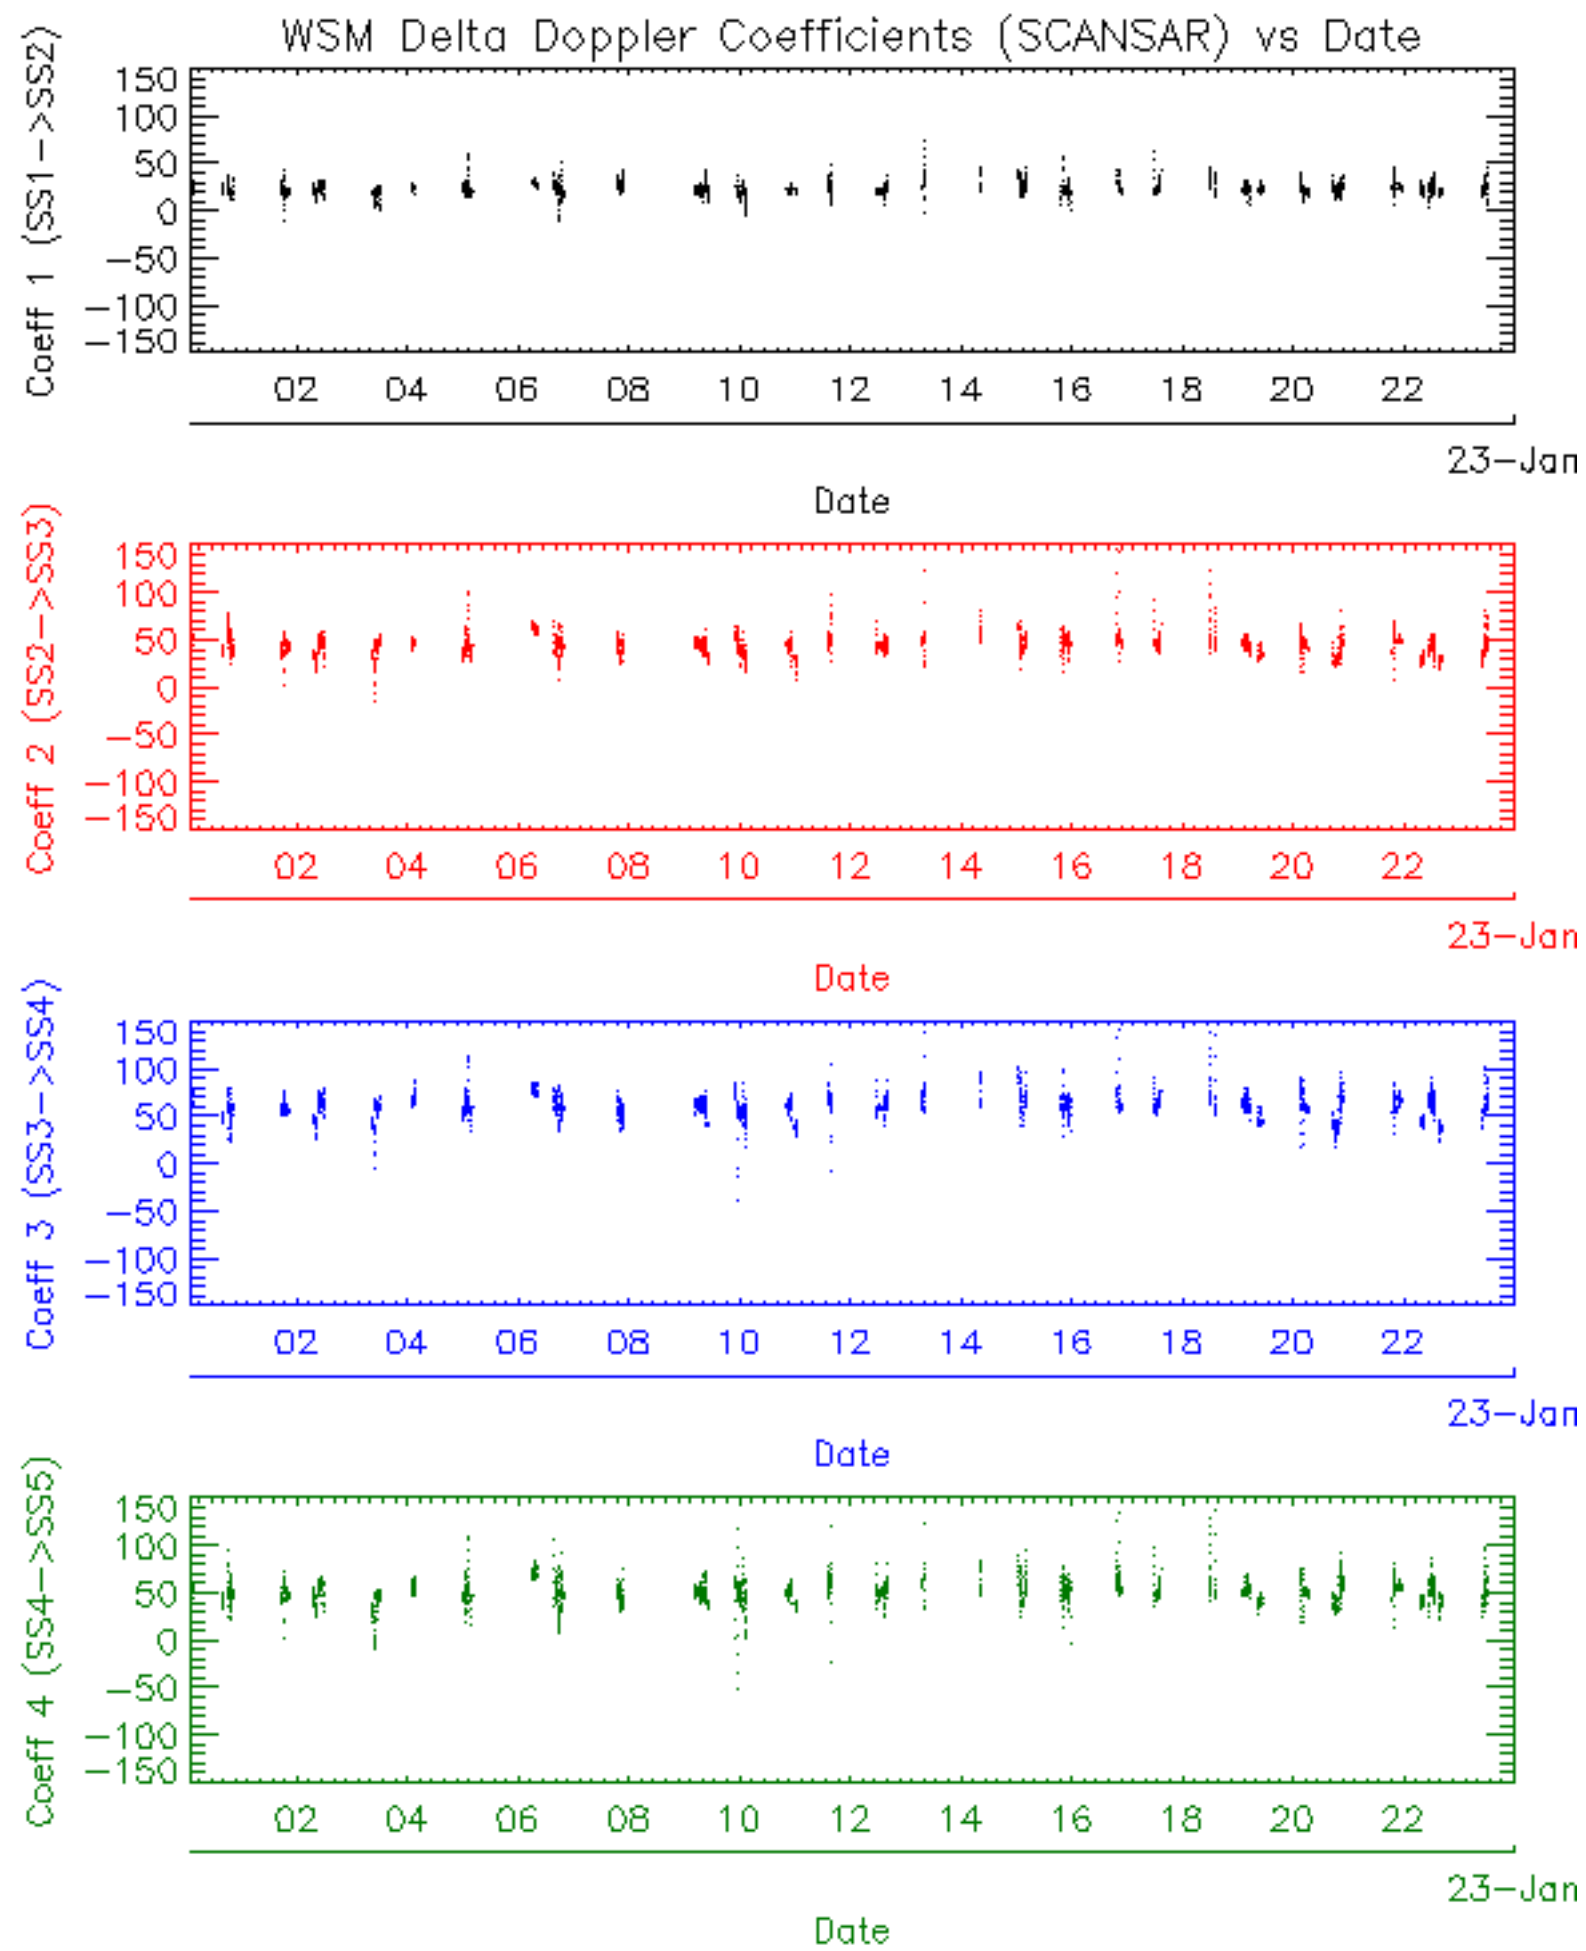 WSM Delta Doppler Coefficients (SCANSAR) vs Date
Coeff 1 (SS1->SS2)
150
100
50
0
-50
-100
-150
02 04 06 08 10 12 14 16 18 20 22
23-Jan
Date
Coeff 2 (SS2->SS3)
150
100
50
0
-50
-100
-150
02 04 06 08 10 12 14 16 18 20 22
23-Jan
Date
Coeff 3 (SS3->SS4)
150
100
50
0
-50
-100
-150
02 04 06 08 10 12 14 16 18 20 22
23-Jan
Date
Coeff 4 (SS4->SS5)
150
100
50
0
-50
-100
-150
02 04 06 08 10 12 14 16 18 20 22
23-Jan
Date